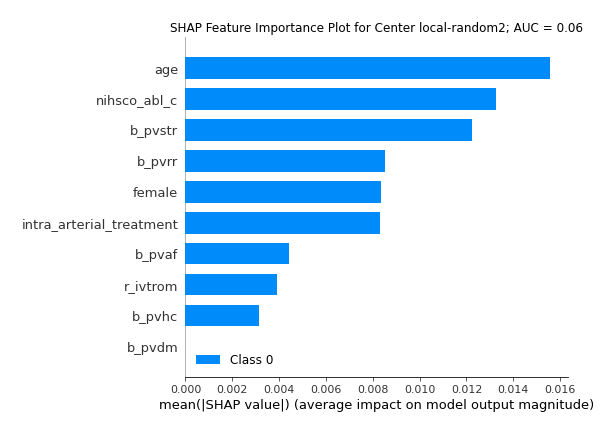 SHAP Feature Importance Plot for Center local-random2; AUC = 0.06
age
nihsco_abl_c
b_pvstr
b_pvrr
female
intra_arterial_treatment
b_pvaf
r_ivtrom
b_pvhc
b_pvdm
Class 0
0.000 0.002 0.004 0.006 0.008 0.010 0.012 0.014 0.016
mean(|SHAP value|) (average impact on model output magnitude)